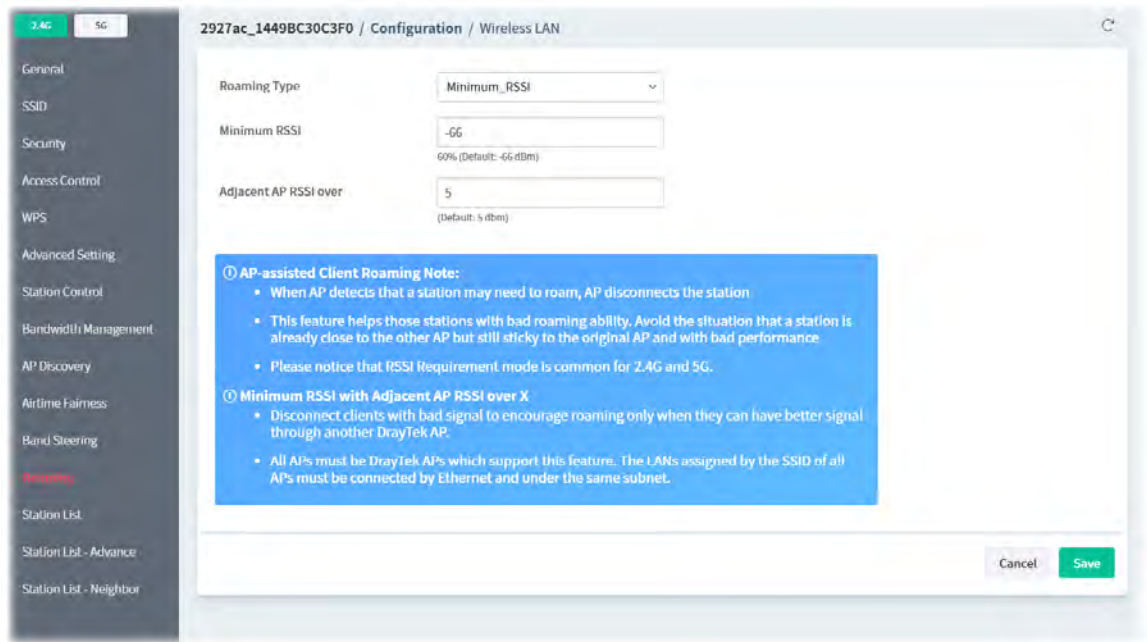 2.4G 5G
2927ac_1449BC30C3F0 / Configuration / Wireless LAN
General
SSID
Security
Access Control
WPS
Advanced Setting
Station Control
Bandwidth Management
AP Discovery
Airtime Fairness
Band Steering
Station List
Station List - Advance
Station List - Neighbor
Roaming Type
Minimum_RSSI
Minimum RSSI
-66
60% (Default: -66 dBm)
Adjacent AP RSSI over
5
(Default: 5 dbm)
AP-assisted Client Roaming Note:
• When AP detects that a station may need to roam, AP disconnects the station
• This feature helps those stations with bad roaming ability. Avoid the situation that a station is
already close to the other AP but still sticky to the original AP and with bad performance
• Please notice that RSSI Requirement mode is common for 2.4G and 5G.
Minimum RSSI with Adjacent AP RSSI over X
• Disconnect clients with bad signal to encourage roaming only when they can have better signal
through another DrayTek AP.
• All APs must be DrayTek APs which support this feature. The LANs assigned by the SSID of all
APs must be connected by Ethernet and under the same subnet.
Cancel Save